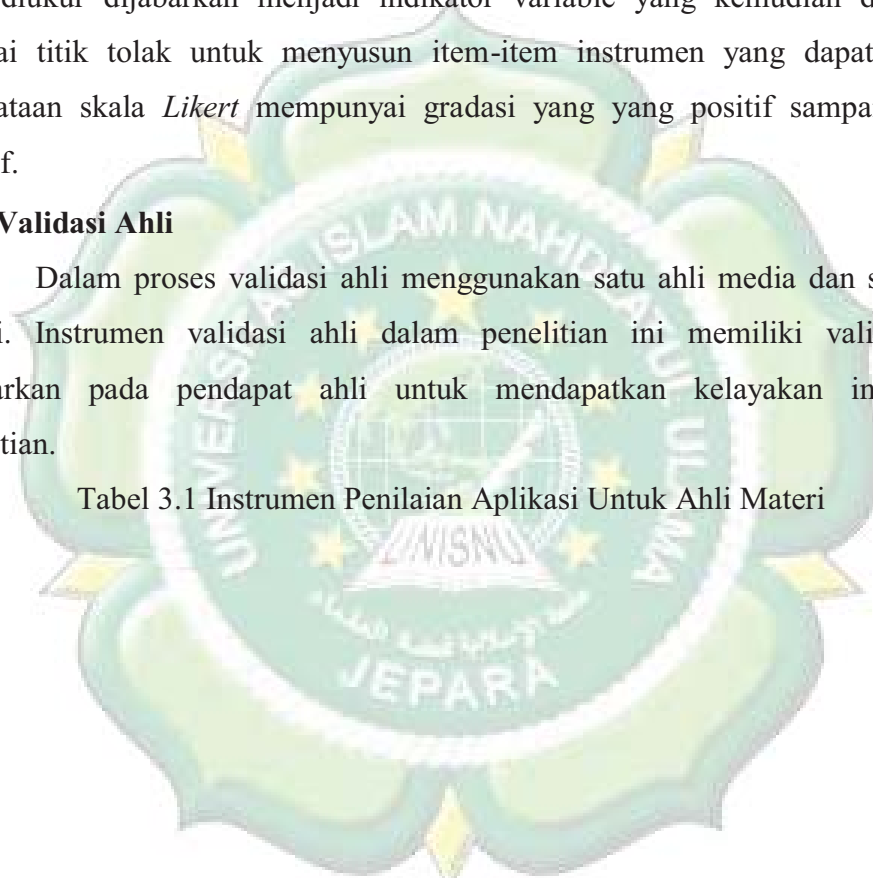 diukur dijabarkan menjadi indikator variable yang kemudian d
ai titik tolak untuk menyusun item-item instrumen yang dapat
ataan skala Likert mempunyai gradasi yang yang positif sampa
f.
Validasi Ahli
Dalam proses validasi ahli menggunakan satu ahli media dan s
i. Instrumen validasi ahli dalam penelitian ini memiliki vali
arkan pada pendapat ahli untuk mendapatkan kelayakan in
tian.
Tabel 3.1 Instrumen Penilaian Aplikasi Untuk Ahli Materi
UNIVERSITAS ISLAM NAHDLATUL ULAMA
UNISNU
JEPARA